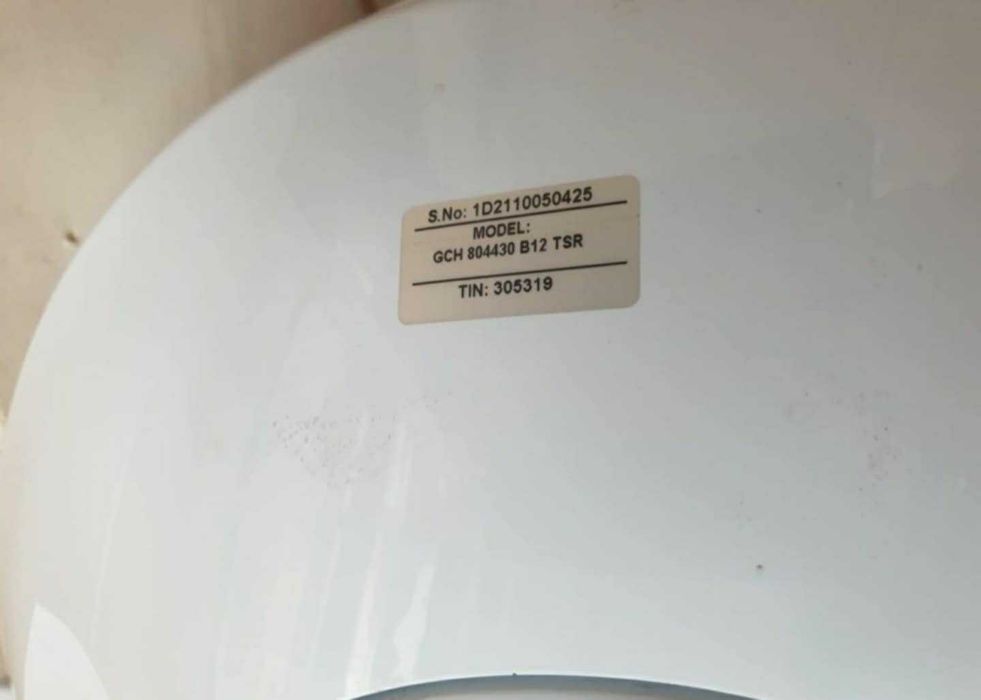 S.No: 1D2110050425
MODEL:
GCH 804430 B12 TSR
TIN: 305319